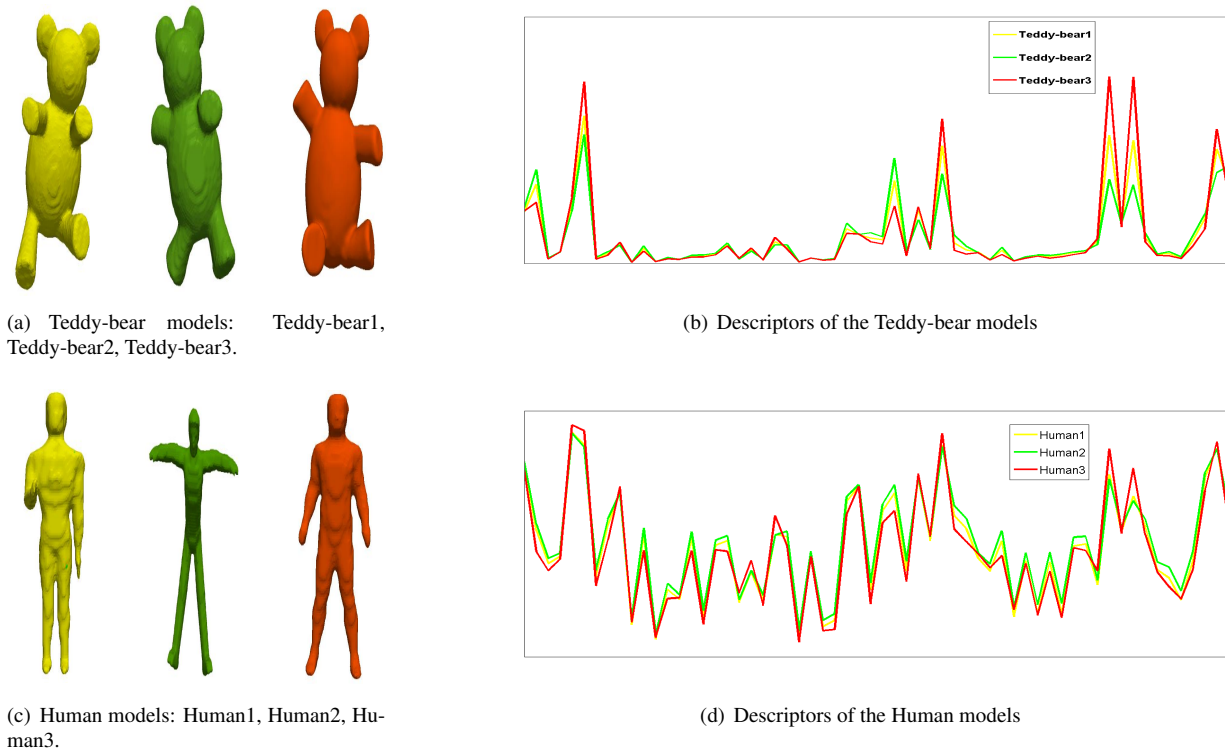 Teddy-bear1
Teddy-bear2
Teddy-bear3
(a) Teddy-bear models: Teddy-bear1,
Teddy-bear2, Teddy-bear3.
(b) Descriptors of the Teddy-bear models
Human1
Human2
Human3
(c) Human models: Human1, Human2, Hu-
man3.
(d) Descriptors of the Human models